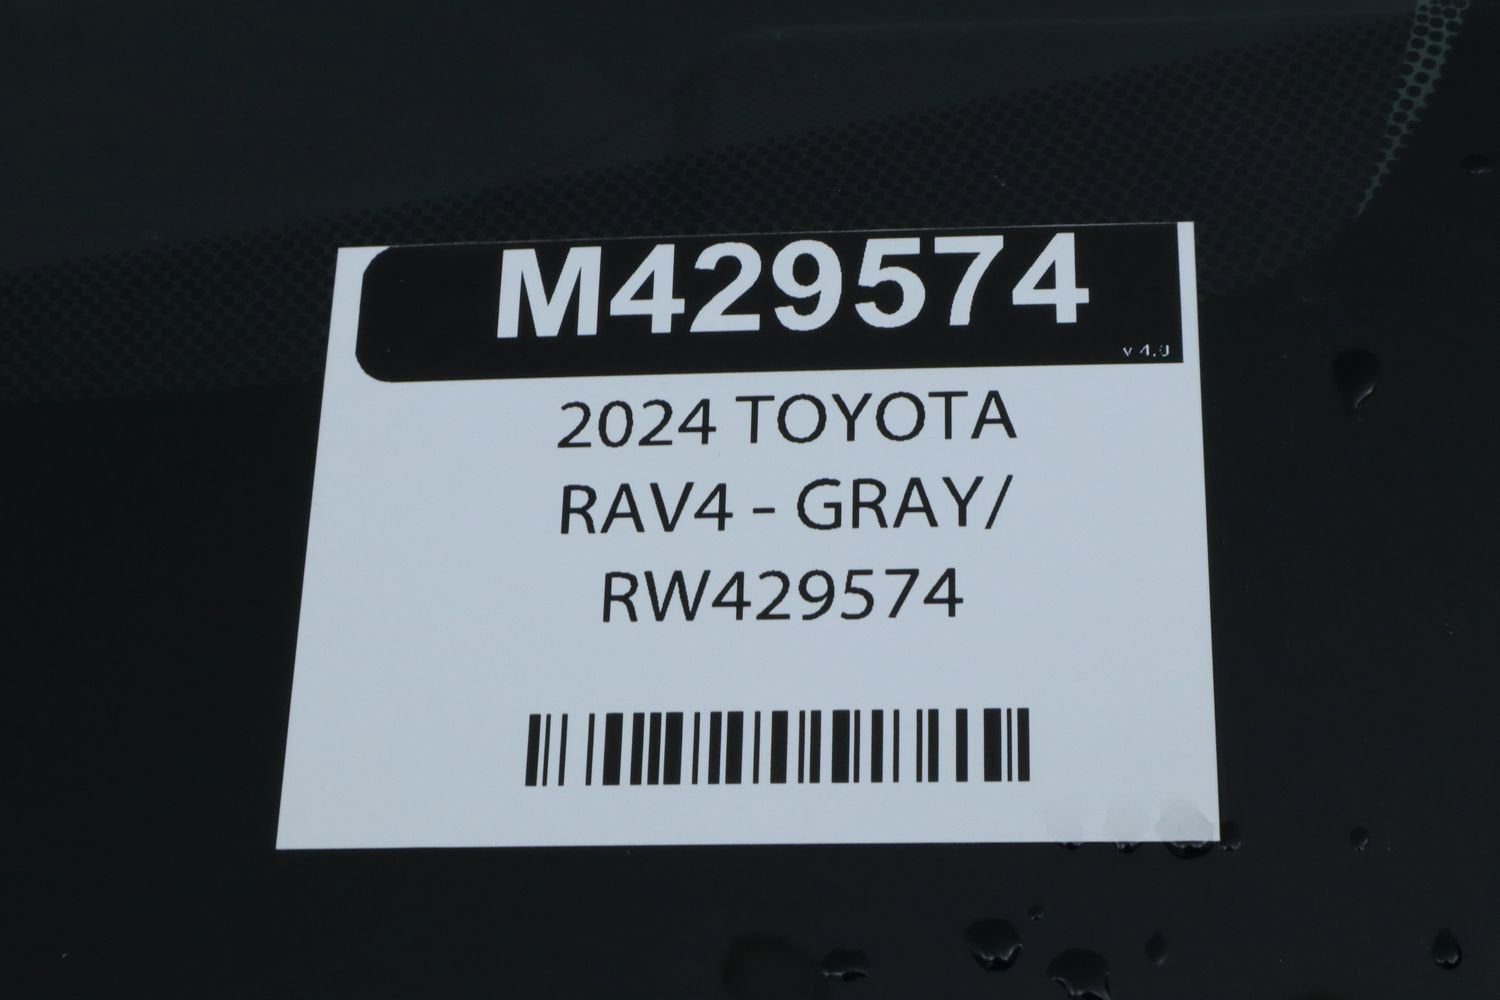 M429574
v 4.0
2024 TOYOTA
RAV4 - GRAY/
RW429574